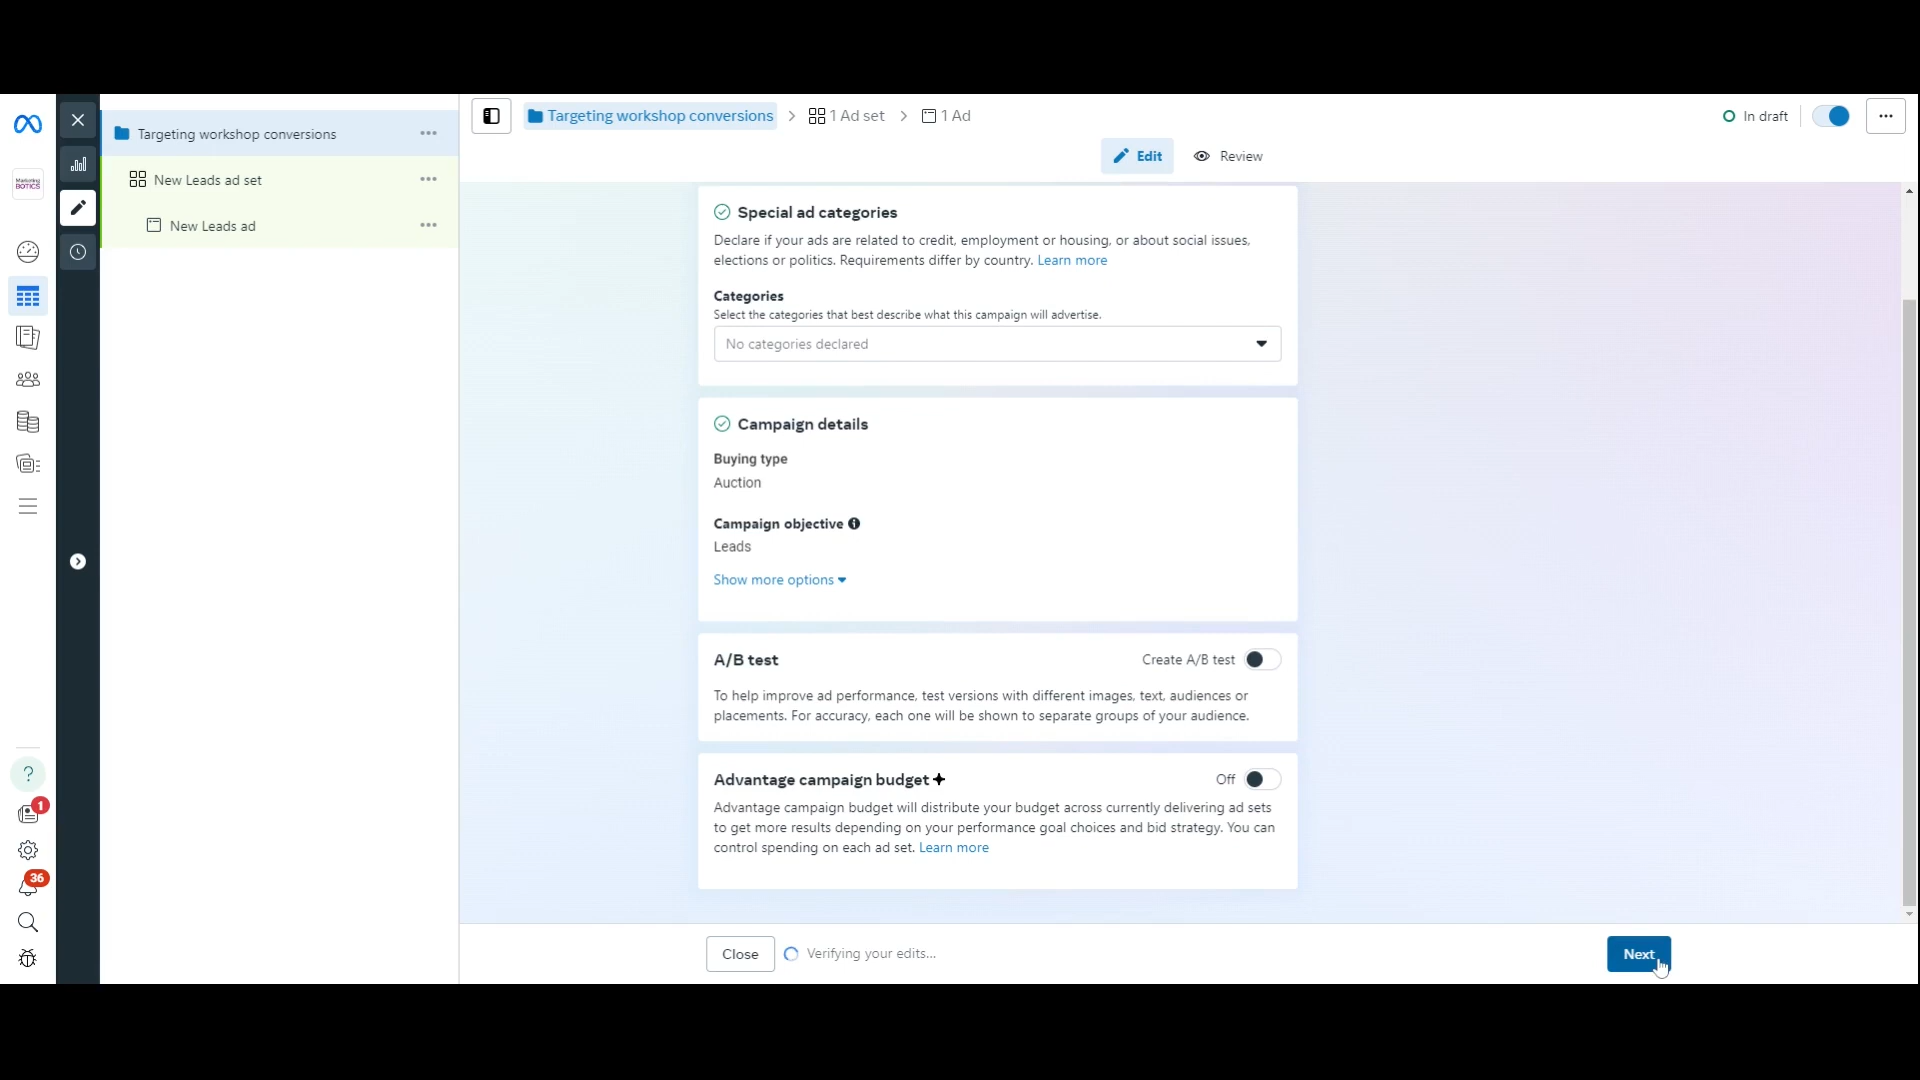 Targeting workshop conversions
1 Ad set
1 Ad
In draft
Edit
Review
Marketing
BOTICS
Targeting workshop conversions
New Leads ad set
New Leads ad
?
1
36
Special ad categories
Declare if your ads are related to credit, employment or housing, or about social issues,
elections or politics. Requirements differ by country. Learn more
Categories
Select the categories that best describe what this campaign will advertise.
No categories declared
Campaign details
Buying type
Auction
Campaign objective
Leads
Show more options
A/B test
Create A/B test
To help improve ad performance, test versions with different images, text, audiences or
placements. For accuracy, each one will be shown to separate groups of your audience.
Advantage campaign budget
Off
Advantage campaign budget will distribute your budget across currently delivering ad sets
to get more results depending on your performance goal choices and bid strategy. You can
control spending on each ad set. Learn more
Close
Verifying your edits...
Next